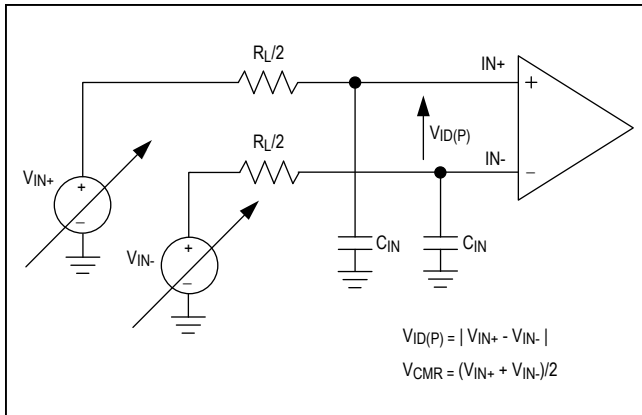 RL/2
IN+
+
RL/2
VID(P)
IN-
−
VIN+
+
−
VIN-
+
−
CIN
CIN
VID(P) = | VIN+ - VIN- |
VCMR = (VIN+ + VIN-)/2